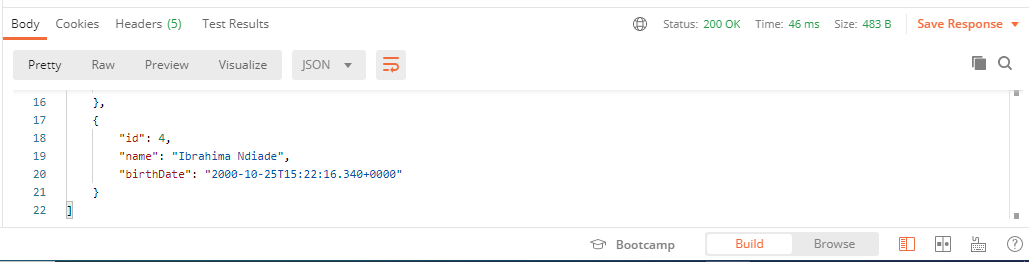 Body Cookies Headers (5) Test Results Status: 200 OK Time: 46 ms Size: 483 B Save Response
Pretty Raw Preview Visualize JSON
16 },
17 {
18 "id": 4,
19 "name": "Ibrahima Ndiade",
20 "birthDate": "2000-10-25T15:22:16.340+0000"
21 }
22 ]
Bootcamp Build Browse ?